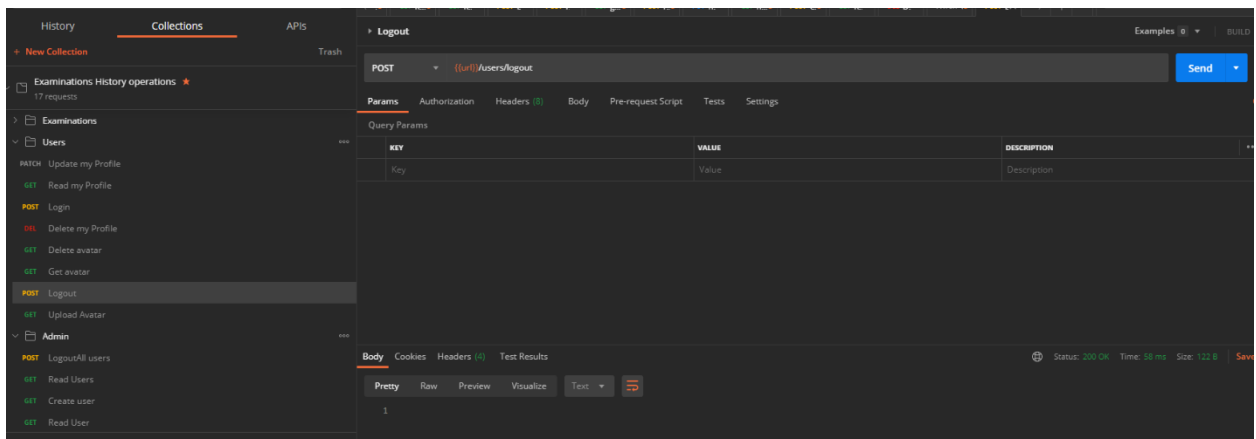 History Collections APIs
+ New Collection Trash
Examinations History operations ★
17 requests
Examinations
Users
PATCH Update my Profile
GET Read my Profile
POST Login
DEL Delete my Profile
GET Delete avatar
GET Get avatar
POST Logout
GET Upload Avatar
Admin
POST LogoutAll users
GET Read Users
GET Create user
GET Read User
Logout Examples 0 BUILD
POST {{url}}/users/logout Send
Params Authorization Headers (8) Body Pre-request Script Tests Settings
Query Params
KEY VALUE DESCRIPTION
Key Value Description
Body Cookies Headers (4) Test Results Status: 200 OK Time: 58 ms Size: 122 B Save
Pretty Raw Preview Visualize Text
1